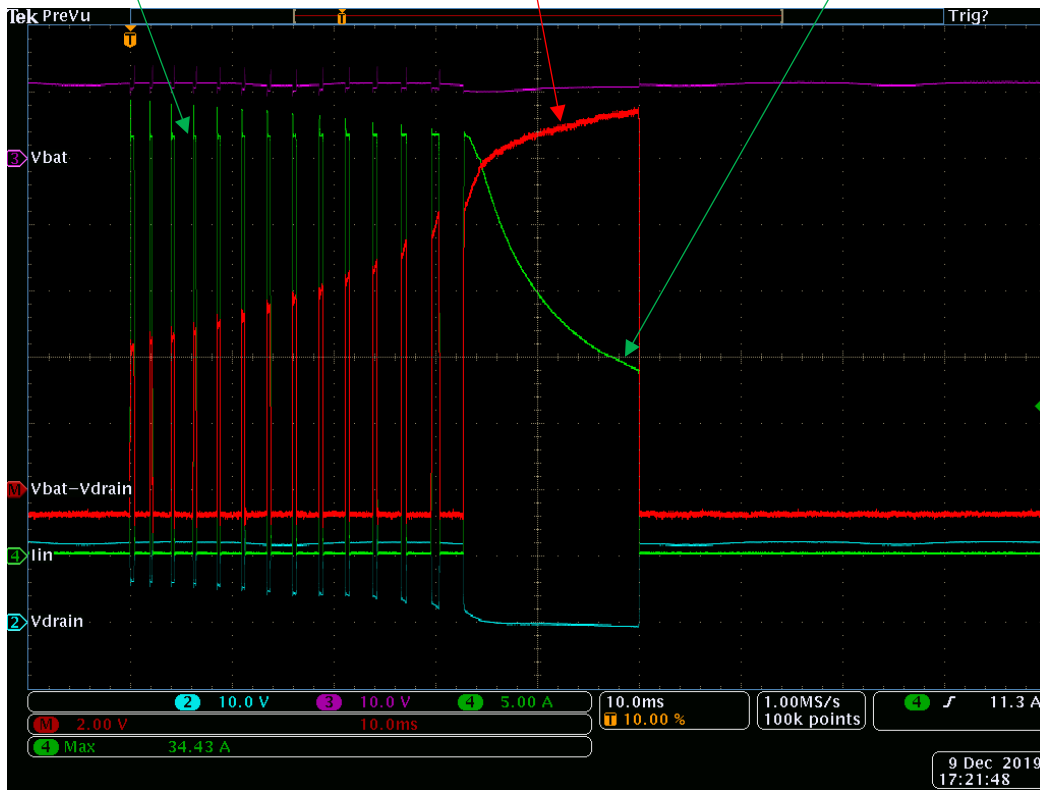 Tek PreVu
Trig?
T
T
3 Vbat
M Vbat-Vdrain
4 Iin
2 Vdrain
2 10.0 V 3 10.0 V 4 5.00 A
M 2.00 V 10.0ms
4 Max 34.43 A
10.0ms
T 10.00 %
1.00MS/s
100k points
4 11.3 A
9 Dec 2019
17:21:48